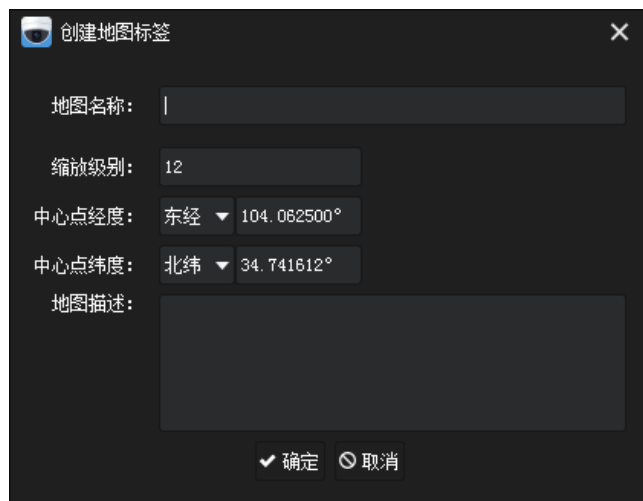 创建地图标签
地图名称：
缩放级别： 12
中心点经度： 东经 104.062500°
中心点纬度： 北纬 34.741612°
地图描述：
确定 取消